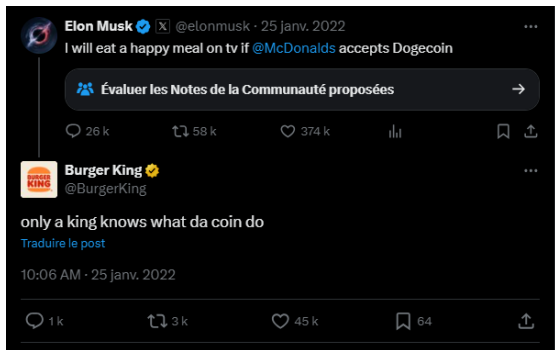 Elon Musk @elonmusk · 25 janv. 2022
I will eat a happy meal on tv if @McDonalds accepts Dogecoin
Évaluer les Notes de la Communauté proposées
26 k 58 k 374 k
BURGER KING
Burger King
@BurgerKing
only a king knows what da coin do
Traduire le post
10:06 AM · 25 janv. 2022
1 k 3 k 45 k 64